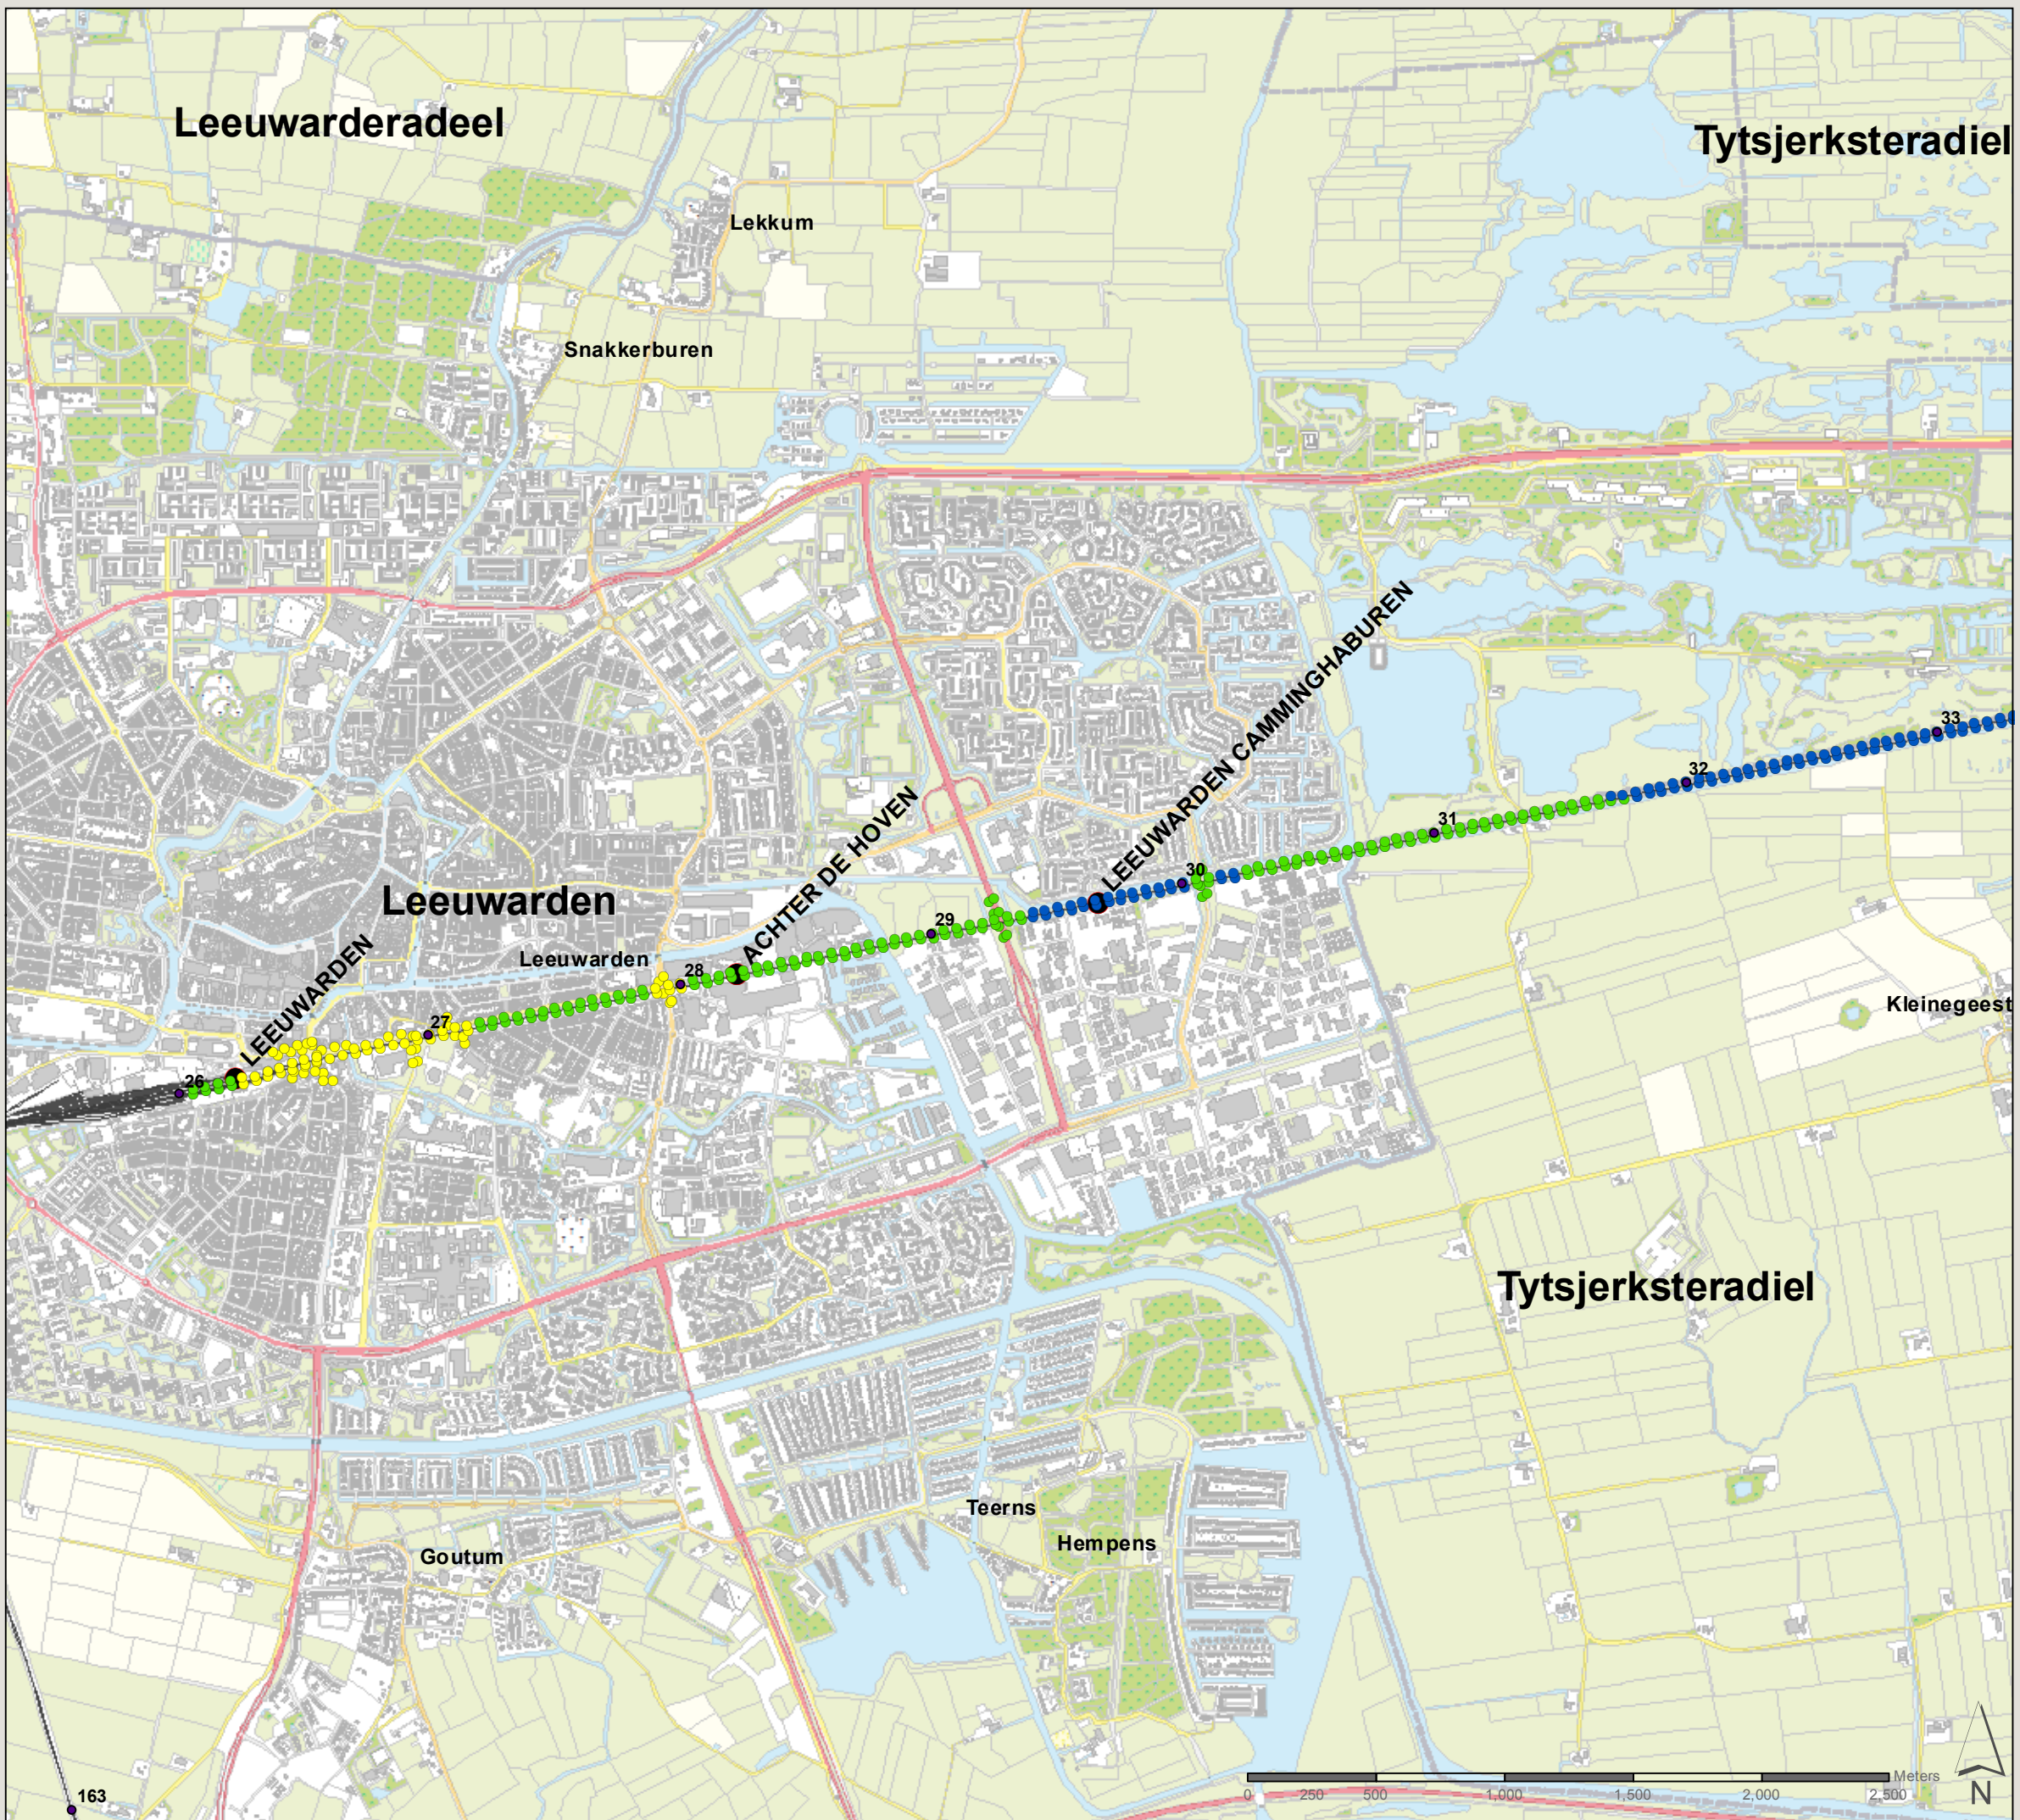 Leeuwarderadeel
Tytsjerksteradiel
Lekkum
Snakkerburen
LEEUWARDEN CAMMINGHABUREN
33
32
31
ACHTER DE HOVEN
30
Leeuwarden
29
LEEUWARDEN
Leeuwarden
28
Kleinegeest
27
26
Tytsjerksteradiel
Teerns
Hempens
Goutum
163
Meters
0 250 500 1,000 1,500 2,000 2,500
N